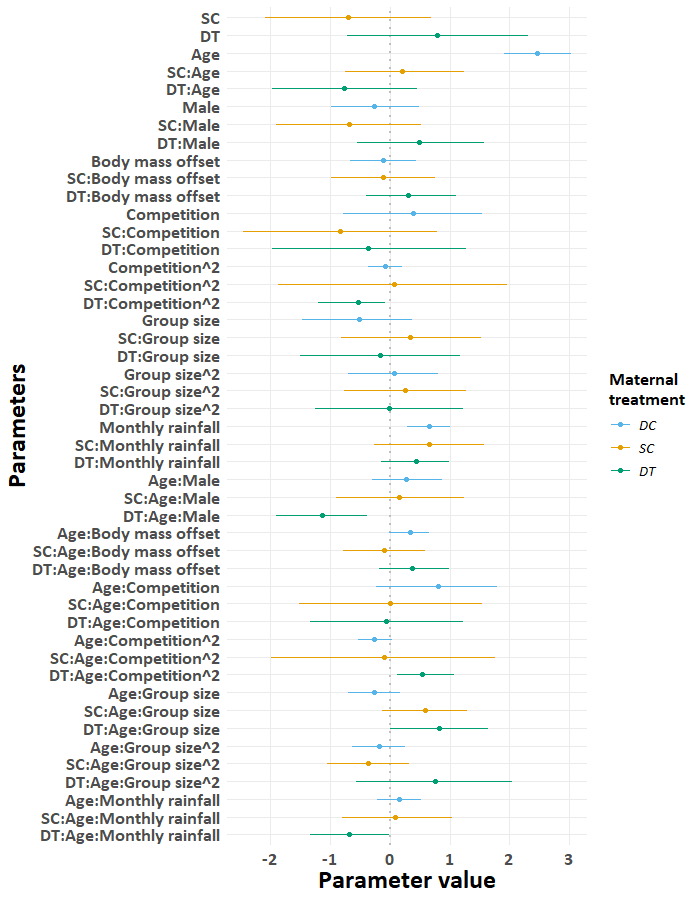 SC
DT
Age
SC:Age
DT:Age
Male
SC:Male
DT:Male
Body mass offset
SC:Body mass offset
DT:Body mass offset
Competition
SC:Competition
DT:Competition
Competition^2
SC:Competition^2
DT:Competition^2
Group size
SC:Group size
DT:Group size
Group size^2
SC:Group size^2
DT:Group size^2
Monthly rainfall
SC:Monthly rainfall
DT:Monthly rainfall
Age:Male
SC:Age:Male
DT:Age:Male
Age:Body mass offset
SC:Age:Body mass offset
DT:Age:Body mass offset
Age:Competition
SC:Age:Competition
DT:Age:Competition
Age:Competition^2
SC:Age:Competition^2
DT:Age:Competition^2
Age:Group size
SC:Age:Group size
DT:Age:Group size
Age:Group size^2
SC:Age:Group size^2
DT:Age:Group size^2
Age:Monthly rainfall
SC:Age:Monthly rainfall
DT:Age:Monthly rainfall
Parameters
-2 -1 0 1 2 3
Parameter value
Maternal
treatment
DC
SC
DT